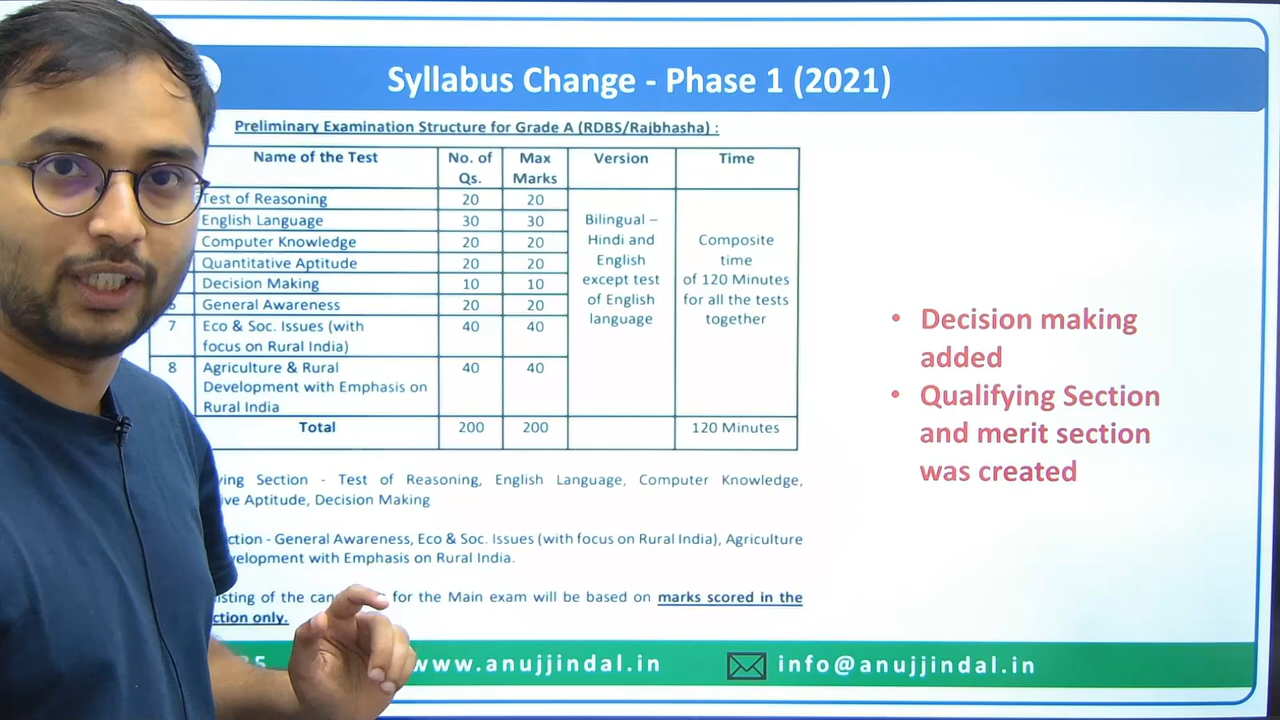 Syllabus Change - Phase 1 (2021)
Preliminary Examination Structure for Grade A (RDBS/Rajbhasha) :
Name of the Test No. of Qs. Max Marks Version Time
Test of Reasoning 20 20
English Language 30 30
Computer Knowledge 20 20
Quantitative Aptitude 20 20
Decision Making 10 10
General Awareness 20 20
7 Eco & Soc. Issues (with 40 40
focus on Rural India)
8 Agriculture & Rural 40 40
Development with Emphasis on
Rural India
Bilingual –
Hindi and
English
except test
of English
language
Composite
time
of 120 Minutes
for all the tests
together
Total 200 200 120 Minutes
Section - Test of Reasoning, English Language, Computer Knowledge,
Aptitude, Decision Making
- General Awareness, Eco & Soc. Issues (with focus on Rural India), Agriculture
with Emphasis on Rural India.
of the for the Main exam will be based on marks scored in the
only.
• Decision making
added
• Qualifying Section
and merit section
was created
www.anujjindal.in
info@anujjindal.in